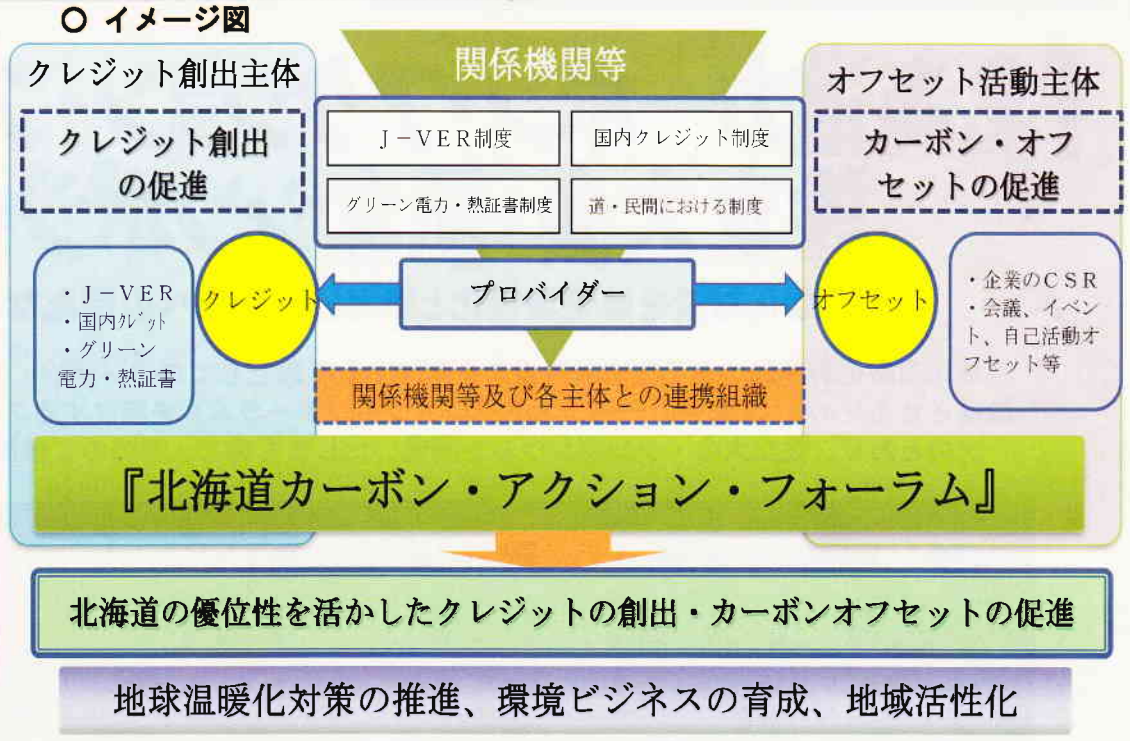 ○ イメージ図
クレジット創出主体
クレジット創出
の促進
・J－VER
・国内クレジット
・グリーン
電力・熱証書
クレジット
関係機関等
J－VER制度
国内クレジット制度
グリーン電力・熱証書制度
道・民間における制度
プロバイダー
関係機関等及び各主体との連携組織
オフセット活動主体
カーボン・オフ
セットの促進
オフセット
・企業のCSR
・会議、イベン
ト、自己活動オ
フセット等
『北海道カーボン・アクション・フォーラム』
北海道の優位性を活かしたクレジットの創出・カーボンオフセットの促進
地球温暖化対策の推進、環境ビジネスの育成、地域活性化